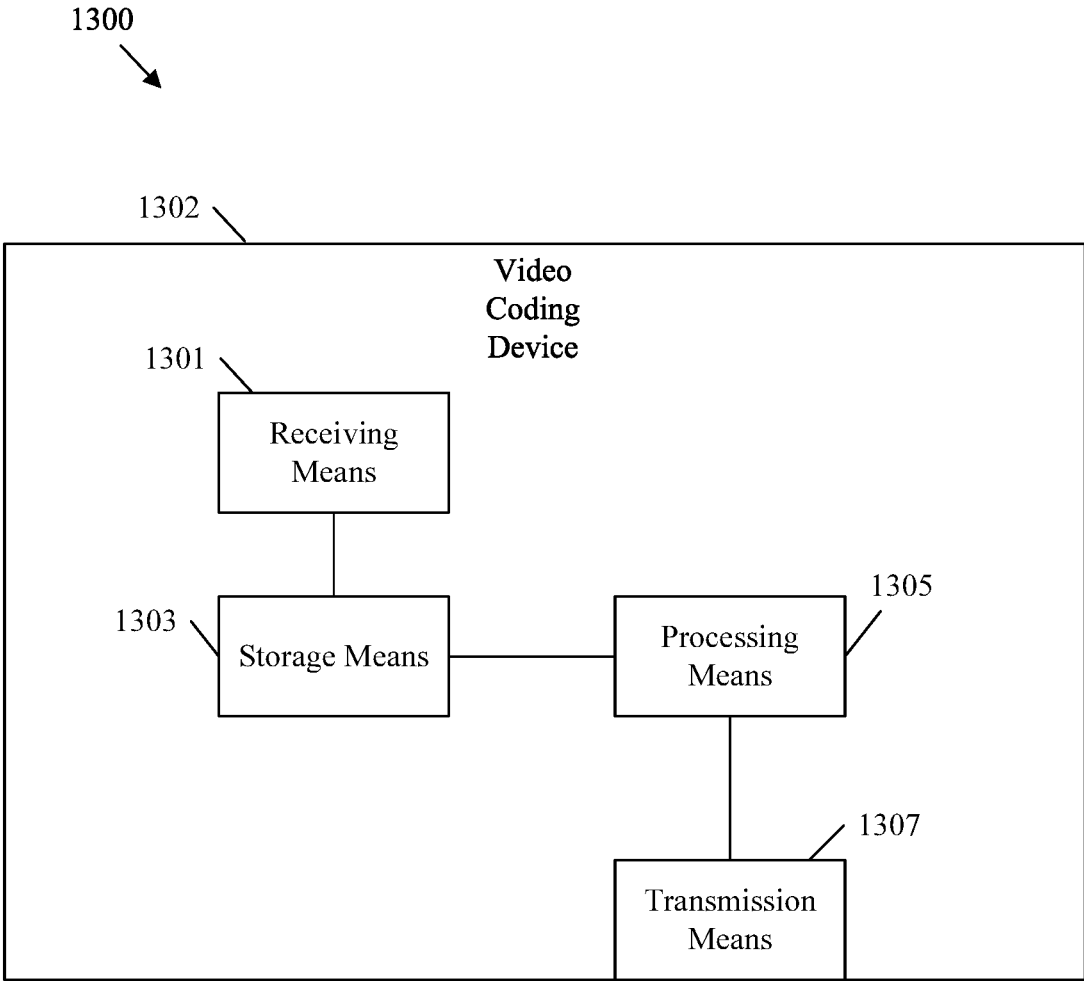 1300
1302
Video
Coding
Device
1301
Receiving
Means
1303
Storage Means
1305
Processing
Means
1307
Transmission
Means